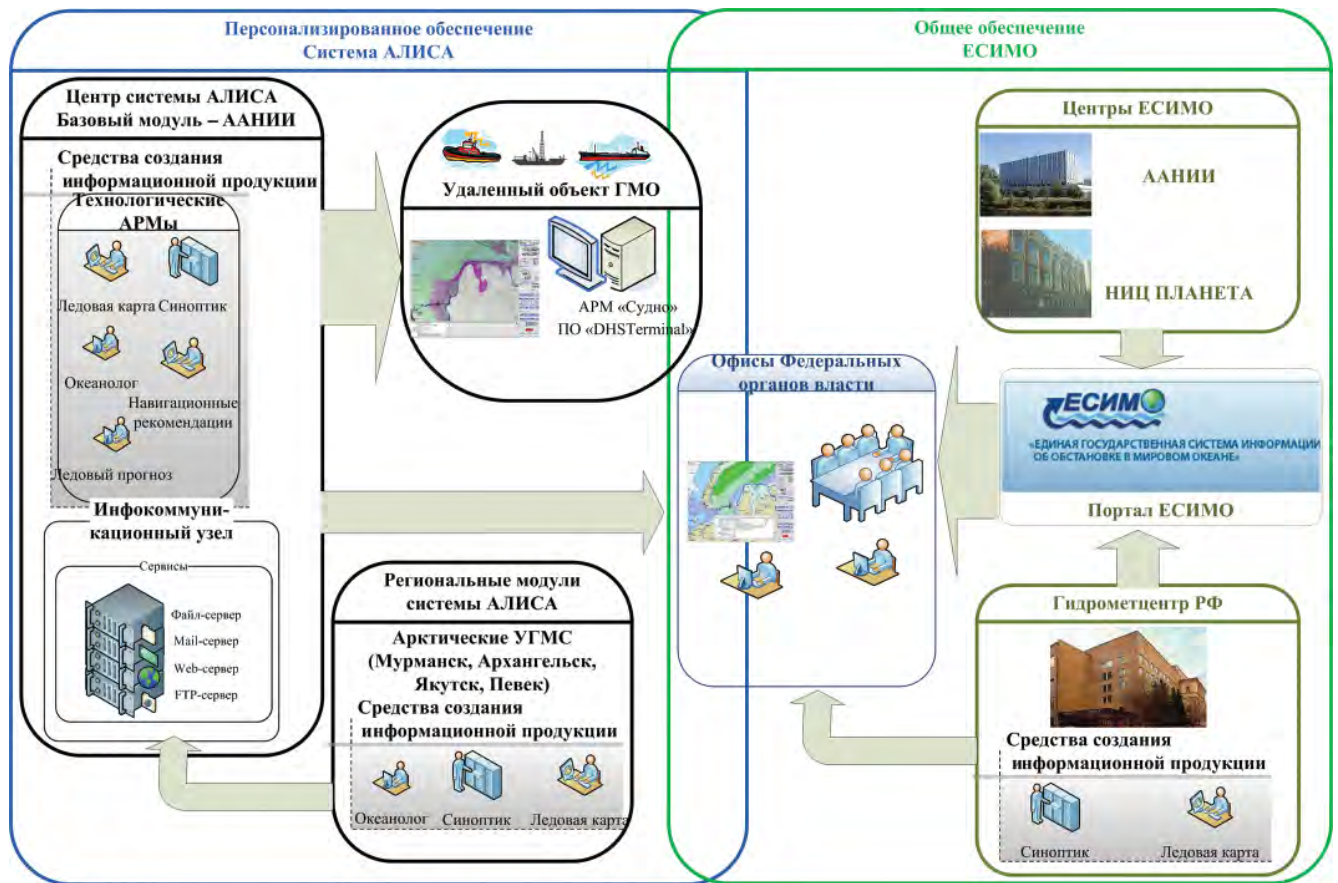 Персонализированное обеспечение
Система АЛИСА
Общее обеспечение
ЕСИМО
Центр системы АЛИСА
Базовый модуль – ААНИИ
Средства создания
информационной продукции
Технологические
АРМы
Ледовая карта
Синоптик
Океанолог
Навигационные
рекомендации
Ледовый прогноз
Инфокоммуни-
кационный узел
Сервисы
Файл-сервер
Mail-сервер
Web-сервер
FTP-сервер
Удаленный объект ГМО
АРМ «Судно»
ПО «DHSTerminal»
Региональные модули
системы АЛИСА
Арктические УГМС
(Мурманск, Архангельск,
Якутск, Певек)
Средства создания
информационной продукции
Океанолог
Синоптик
Ледовая карта
Офисы Федеральных
органов власти
Центры ЕСИМО
ААНИИ
НИЦ ПЛАНЕТА
ЕСИМО
«ЕДИНАЯ ГОСУДАРСТВЕННАЯ СИСТЕМА ИНФОРМАЦИИ
ОБ ОБСТАНОВКЕ В МИРОВОМ ОКЕАНЕ»
Портал ЕСИМО
Гидрометцентр РФ
Средства создания
информационной продукции
Синоптик
Ледовая карта